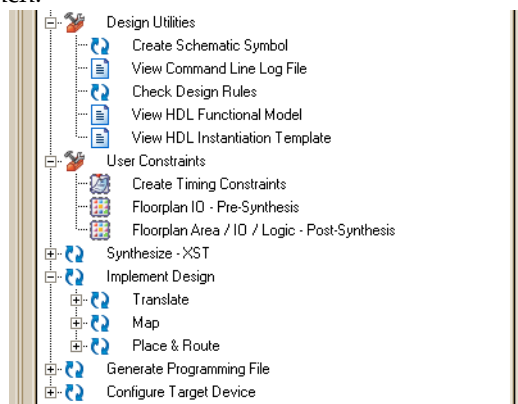 Design Utilities
Create Schematic Symbol
View Command Line Log File
Check Design Rules
View HDL Functional Model
View HDL Instantiation Template
User Constraints
Create Timing Constraints
Floorplan IO - Pre-Synthesis
Floorplan Area / IO / Logic - Post-Synthesis
Synthesize - XST
Implement Design
Translate
Map
Place & Route
Generate Programming File
Configure Target Device